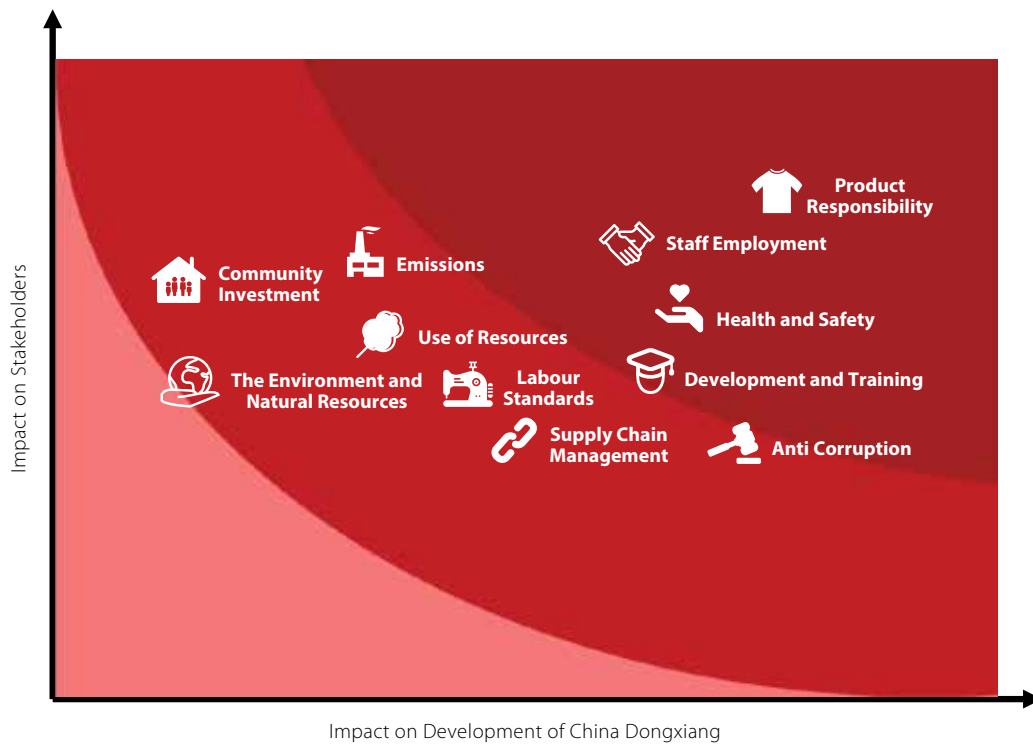 Impact on Stakeholders
Product
Responsibility
Staff Employment
Emissions
Community
Investment
Health and Safety
Use of Resources
The Environment and
Natural Resources
Labour
Standards
Development and Training
Supply Chain
Management
Anti Corruption
Impact on Development of China Dongxiang